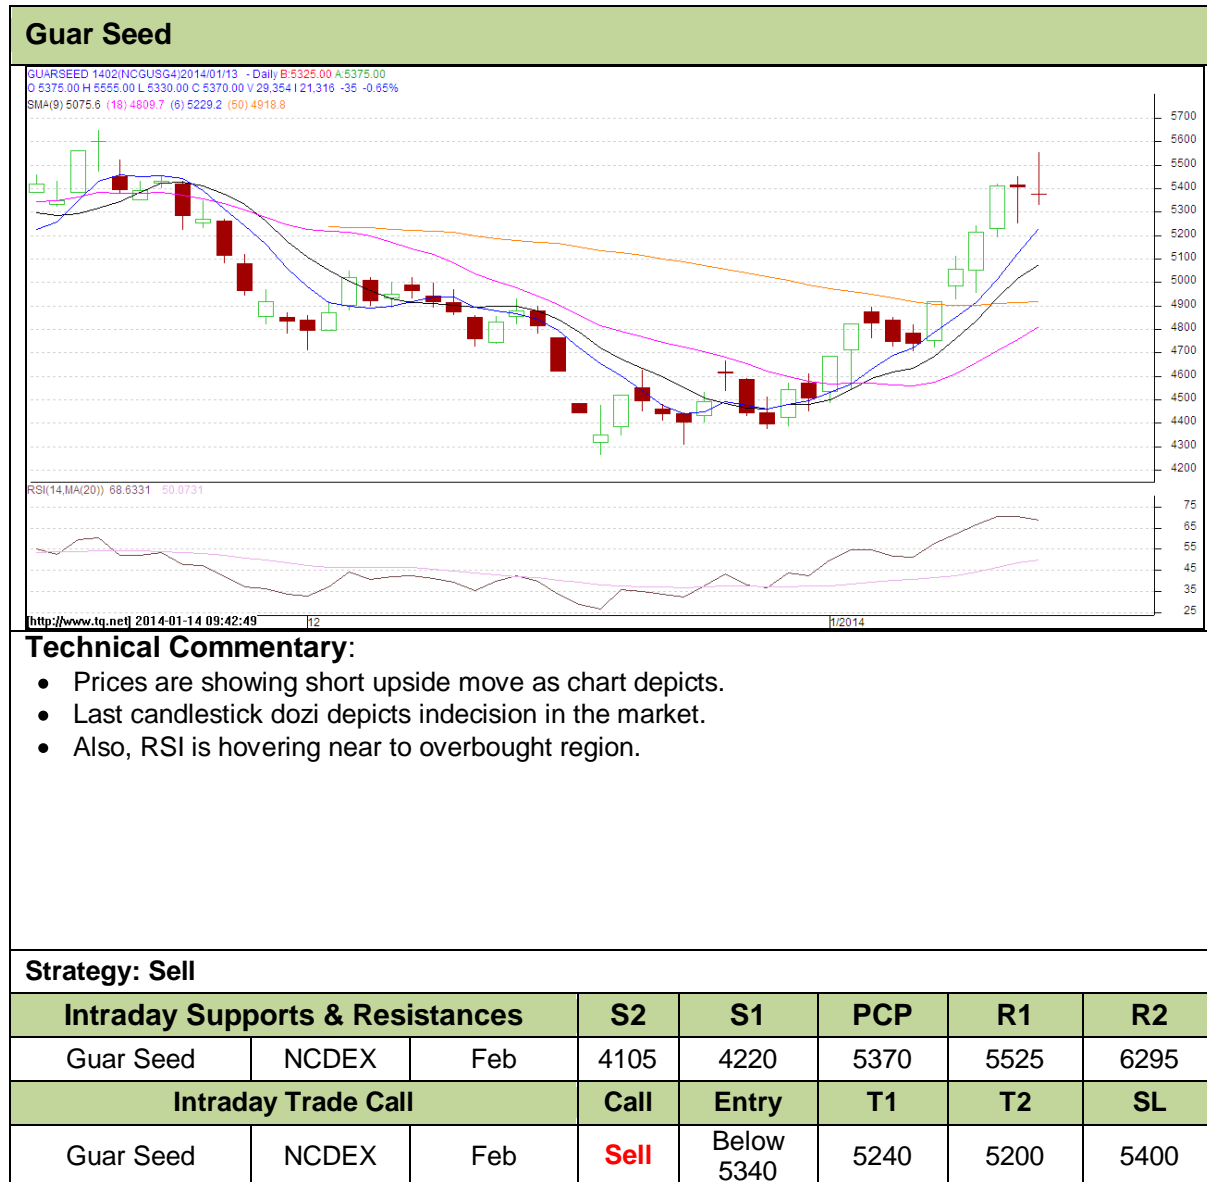 Guar Seed
GUARSEED 1402(NCGUSG4)2014/01/13 - Daily B:5325.00 A:5375.00
O 5375.00 H 5555.00 L 5330.00 C 5370.00 V 29,354 I 21,316 -35 -0.65%
SMA(9) 5075.6 (18) 4809.7 (6) 5229.2 (50) 4918.8
5700
5600
5500
5400
5300
5200
5100
5000
4900
4800
4700
4600
4500
4400
4300
4200
RSI(14,MA(20)) 68.6331 50.0731
75
65
55
45
35
25
[http://www.tq.net] 2014-01-14 09:42:49 12 1/2014
Technical Commentary:
• Prices are showing short upside move as chart depicts.
• Last candlestick dozi depicts indecision in the market.
• Also, RSI is hovering near to overbought region.
Strategy: Sell
Intraday Supports & Resistances S2 S1 PCP R1 R2
Guar Seed NCDEX Feb 4105 4220 5370 5525 6295
Intraday Trade Call Call Entry T1 T2 SL
Guar Seed NCDEX Feb Sell Below 5340 5240 5200 5400